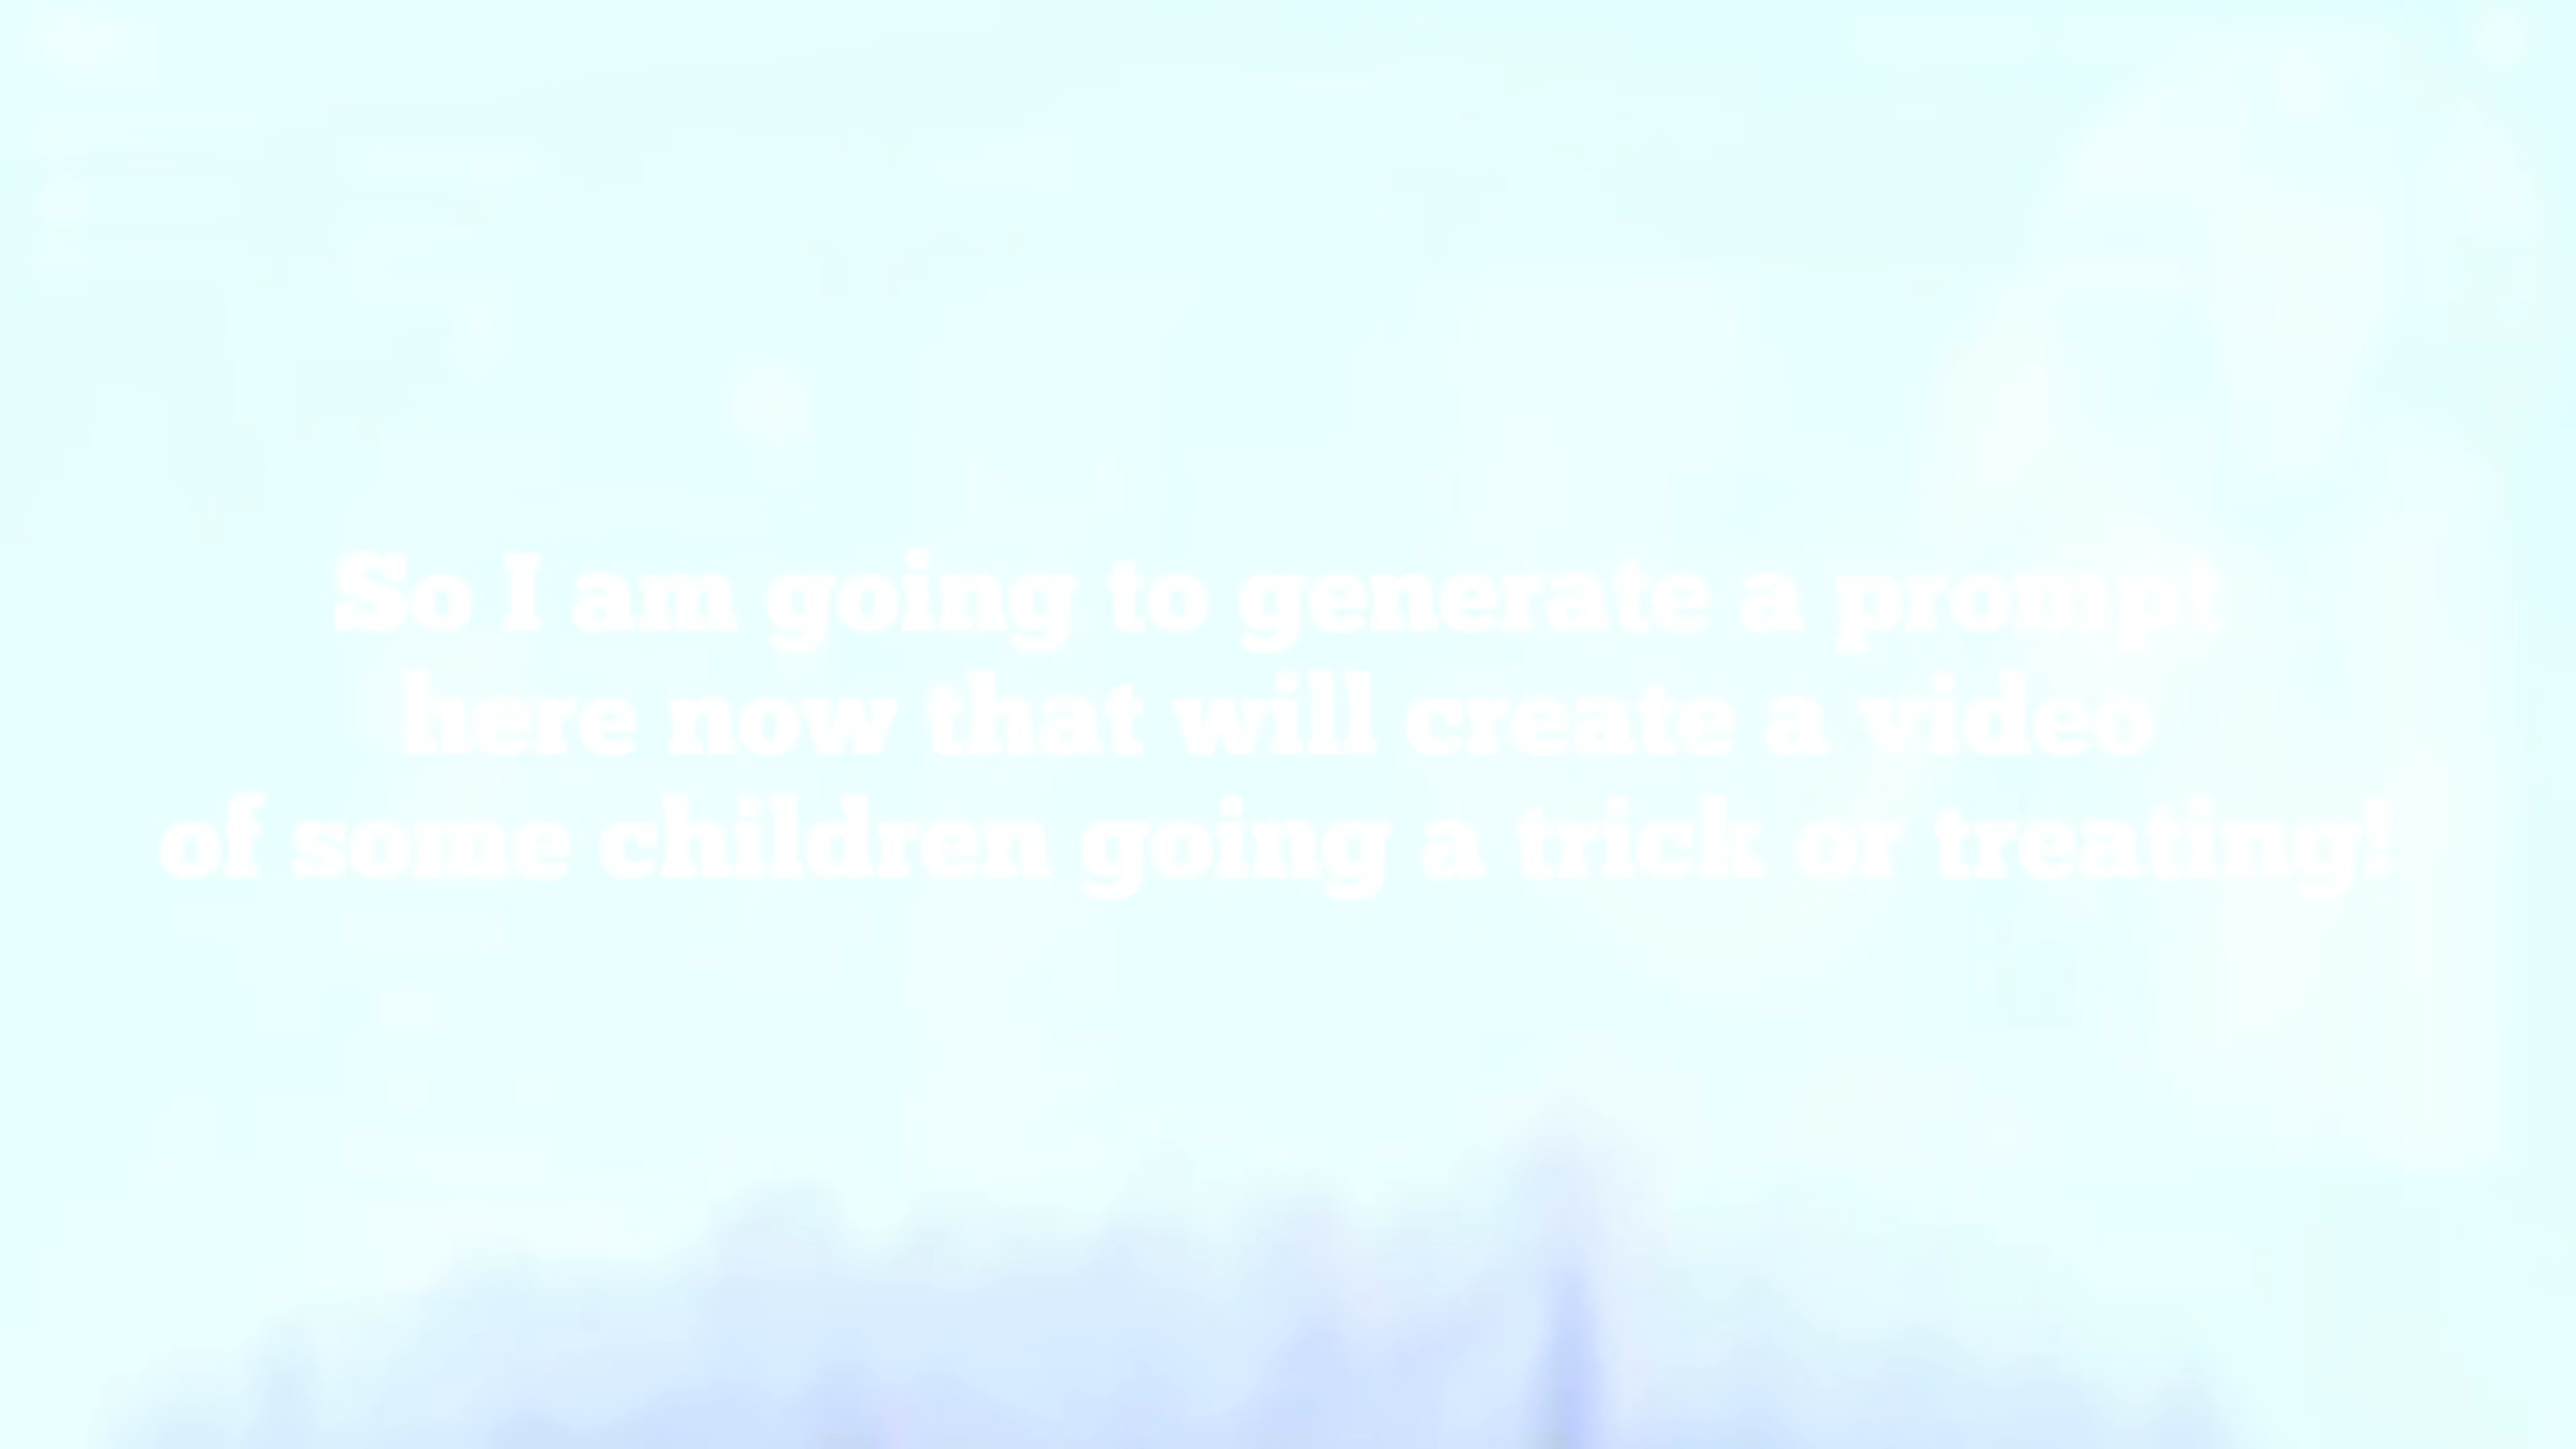 So I am going to generate a prompt
here now that will create a video
of some children going a trick or treating!